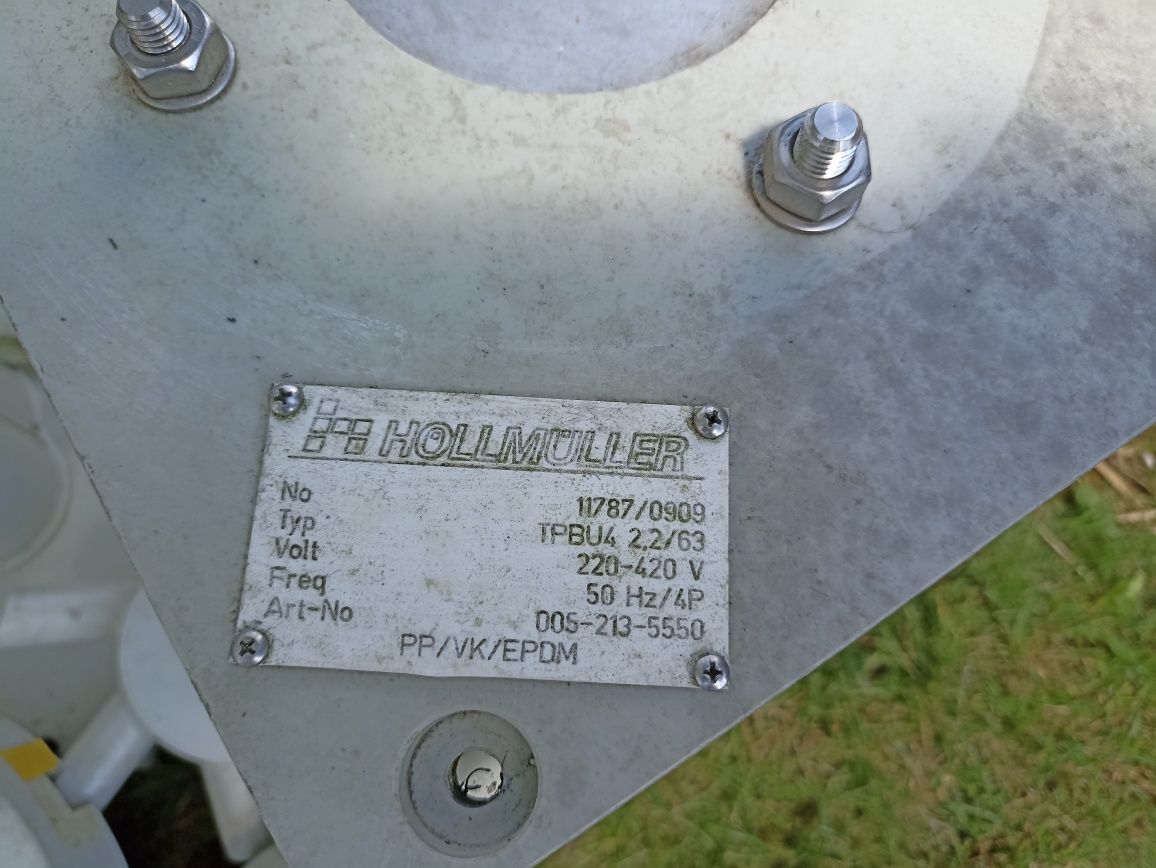 HOLLMÜLLER
No 11787/0909
Typ TPBU4 2,2/63
Volt 220-420 V
Freq 50 Hz/4P
Art-No 005-213-5550
PP/VK/EPDM